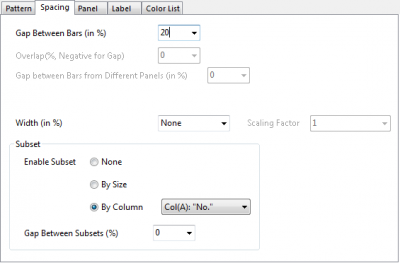 Pattern Spacing Panel Label Color List
Gap Between Bars (in %) 20
Overlap(%, Negative for Gap) 0
Gap between Bars from Different Panels (in %) 0
Width (in %) None Scaling Factor 1
Subset
Enable Subset None
By Size
By Column Col(A): "No."
Gap Between Subsets (%) 0